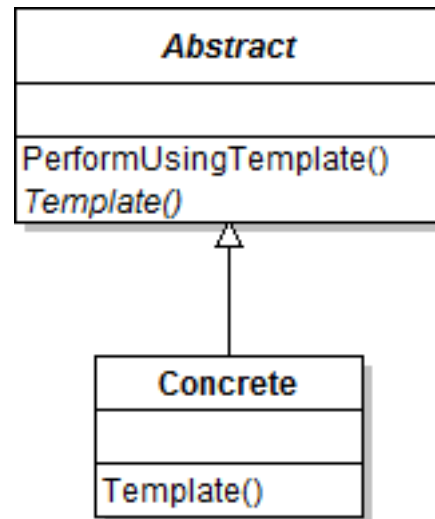 Abstract
PerformUsingTemplate()
Template()
Concrete
Template()